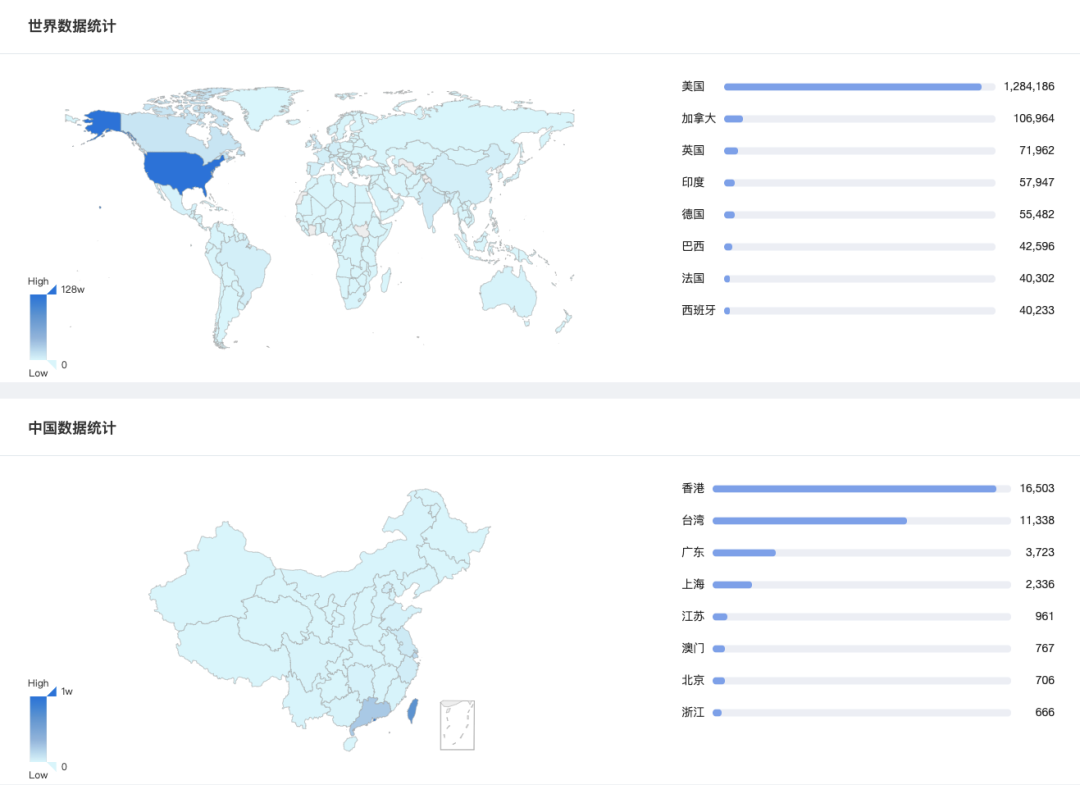 世界数据统计
High
128w
0
Low
美国 1,284,186
加拿大 106,964
英国 71,962
印度 57,947
德国 55,482
巴西 42,596
法国 40,302
西班牙 40,233
中国数据统计
High
1w
0
Low
香港 16,503
台湾 11,338
广东 3,723
上海 2,336
江苏 961
澳门 767
北京 706
浙江 666